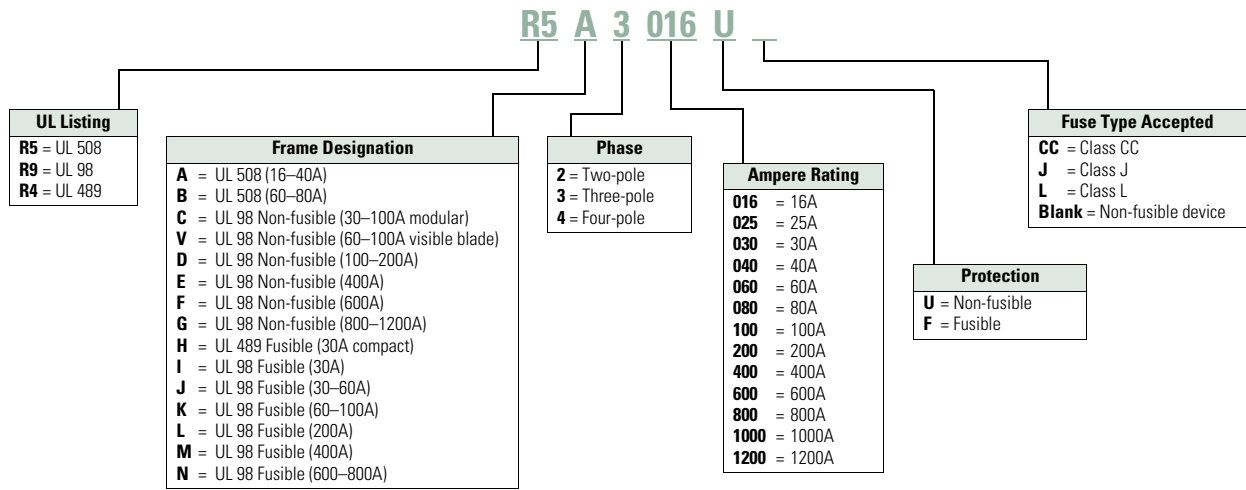 R5 A 3 016 U _
UL Listing
R5 = UL 508
R9 = UL 98
R4 = UL 489
Frame Designation
A = UL 508 (16–40A)
B = UL 508 (60–80A)
C = UL 98 Non-fusible (30–100A modular)
V = UL 98 Non-fusible (60–100A visible blade)
D = UL 98 Non-fusible (100–200A)
E = UL 98 Non-fusible (400A)
F = UL 98 Non-fusible (600A)
G = UL 98 Non-fusible (800–1200A)
H = UL 489 Fusible (30A compact)
I = UL 98 Fusible (30A)
J = UL 98 Fusible (30–60A)
K = UL 98 Fusible (60–100A)
L = UL 98 Fusible (200A)
M = UL 98 Fusible (400A)
N = UL 98 Fusible (600–800A)
Phase
2 = Two-pole
3 = Three-pole
4 = Four-pole
Ampere Rating
016 = 16A
025 = 25A
030 = 30A
040 = 40A
060 = 60A
080 = 80A
100 = 100A
200 = 200A
400 = 400A
600 = 600A
800 = 800A
1000 = 1000A
1200 = 1200A
Protection
U = Non-fusible
F = Fusible
Fuse Type Accepted
CC = Class CC
J = Class J
L = Class L
Blank = Non-fusible device